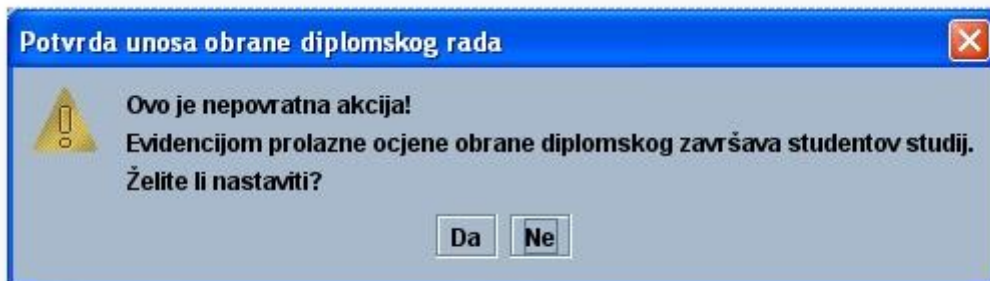 Potvrda unosa obrane diplomskog rada
Ovo je nepovratna akcija!
Evidencijom prolazne ocjene obrane diplomskog završava studentov studij.
Želite li nastaviti?
Da Ne